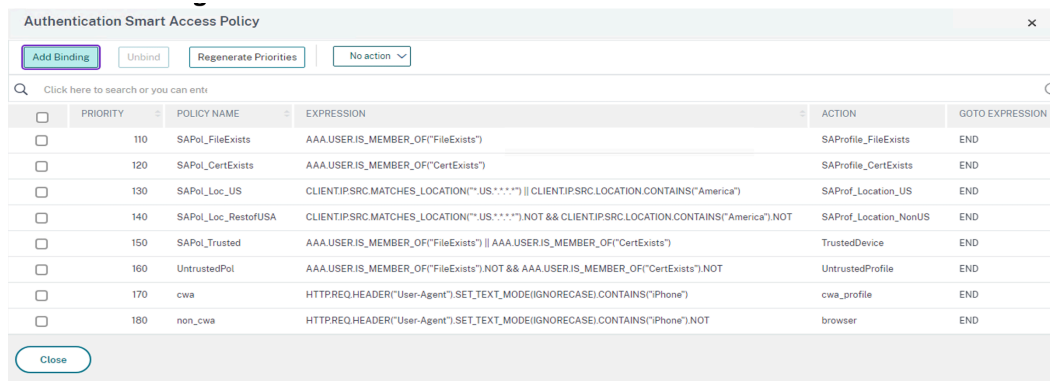 Authentication Smart Access Policy
Add Binding Unbind Regenerate Priorities No action
Click here to search or you can ente
PRIORITY POLICY NAME EXPRESSION ACTION GOTO EXPRESSION
110 SAPol_FileExists AAA.USER.IS_MEMBER_OF("FileExists") SAProfile_FileExists END
120 SAPol_CertExists AAA.USER.IS_MEMBER_OF("CertExists") SAProfile_CertExists END
130 SAPol_Loc_US CLIENT.IP.SRC.MATCHES_LOCATION("*.US.*.*.*.*") || CLIENT.IP.SRC.LOCATION.CONTAINS("America") SAProf_Location_US END
140 SAPol_Loc_RestofUSA CLIENT.IP.SRC.MATCHES_LOCATION("*.US.*.*.*.*").NOT && CLIENT.IP.SRC.LOCATION.CONTAINS("America").NOT SAProf_Location_NonUS END
150 SAPol_Trusted AAA.USER.IS_MEMBER_OF("FileExists") || AAA.USER.IS_MEMBER_OF("CertExists") TrustedDevice END
160 UntrustedPol AAA.USER.IS_MEMBER_OF("FileExists").NOT && AAA.USER.IS_MEMBER_OF("CertExists").NOT UntrustedProfile END
170 cwa HTTP.REQ.HEADER("User-Agent").SET_TEXT_MODE(IGNORECASE).CONTAINS("iPhone") cwa_profile END
180 non_cwa HTTP.REQ.HEADER("User-Agent").SET_TEXT_MODE(IGNORECASE).CONTAINS("iPhone").NOT browser END
Close